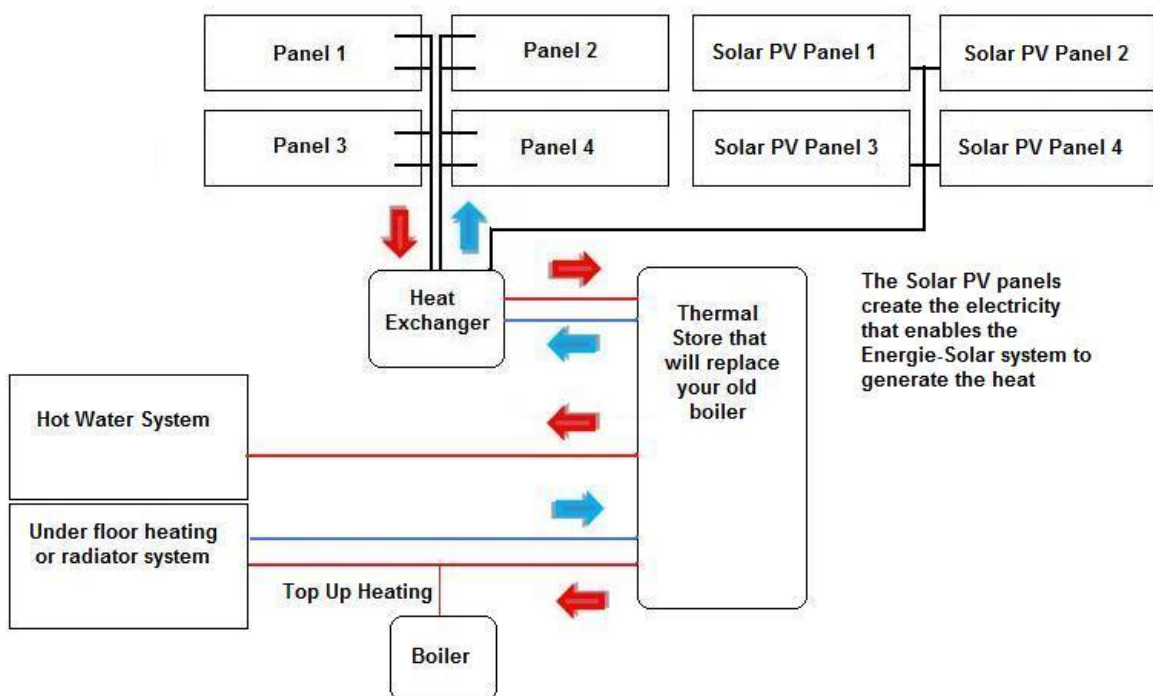 Panel 1
Panel 2
Solar PV Panel 1
Solar PV Panel 2
Panel 3
Panel 4
Solar PV Panel 3
Solar PV Panel 4
Heat
Exchanger
Thermal
Store that
will replace
your old
boiler
The Solar PV panels
create the electricity
that enables the
Energie-Solar system to
generate the heat
Hot Water System
Under floor heating
or radiator system
Top Up Heating
Boiler